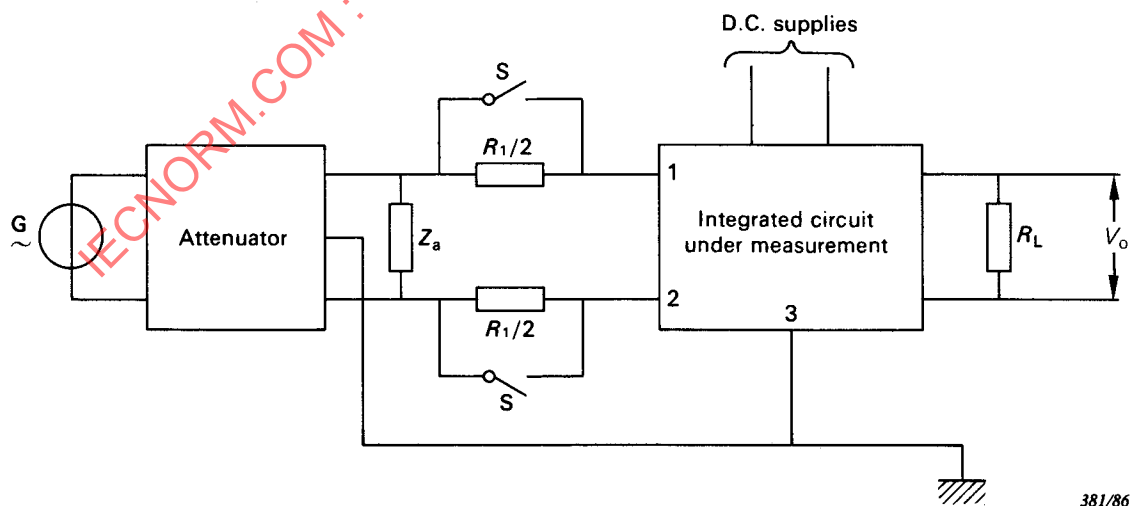 D.C. supplies
S
R1/2
1
G
~
Attenuator
Za
Integrated circuit
under measurement
RL
Vo
R1/2
2
3
S
IECNORM.COM :
381/86